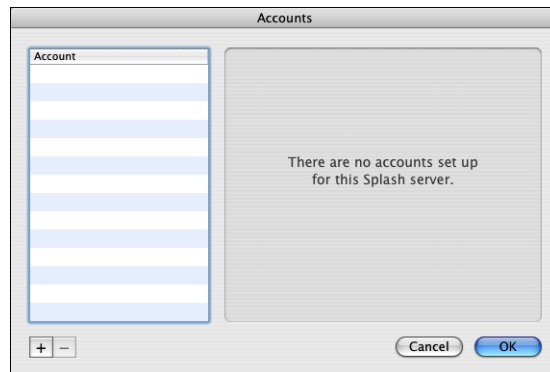 Accounts
Account
There are no accounts set up
for this Splash server.
+ −
Cancel OK